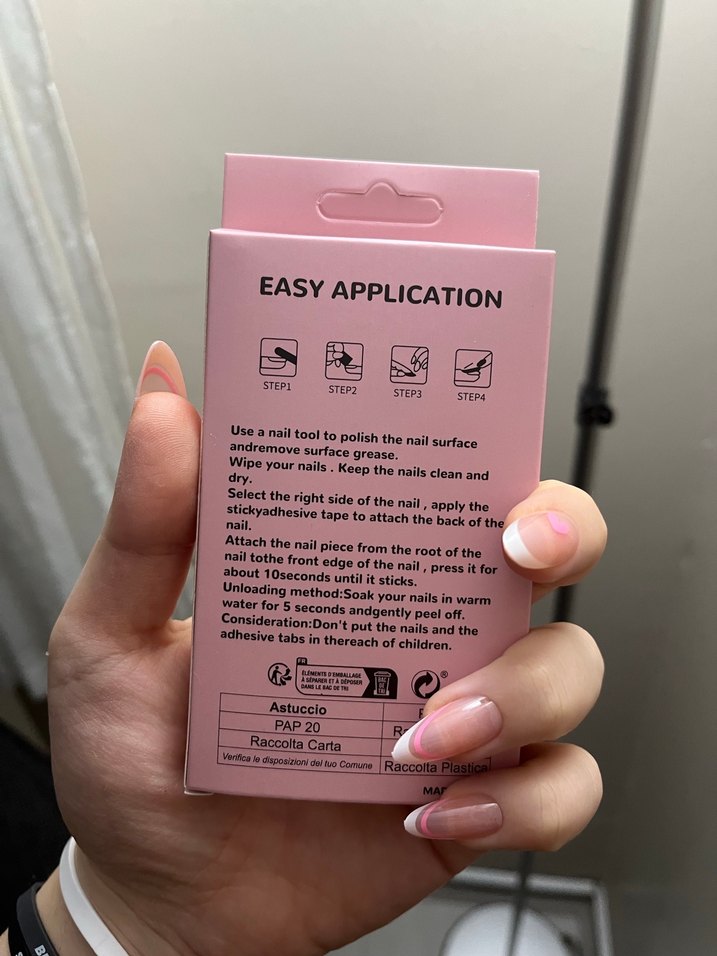 EASY APPLICATION
STEP1 STEP2 STEP3 STEP4
Use a nail tool to polish the nail surface
andremove surface grease.
Wipe your nails . Keep the nails clean and
dry.
Select the right side of the nail , apply the
stickyadhesive tape to attach the back of the
nail.
Attach the nail piece from the root of the
nail tothe front edge of the nail , press it for
about 10seconds until it sticks.
Unloading method:Soak your nails in warm
water for 5 seconds andgently peel off.
Consideration:Don't put the nails and the
adhesive tabs in thereach of children.
FR
ÉLÉMENTS D'EMBALLAGE
À SÉPARER ET À DÉPOSER
DANS LE BAC DE TRI
BAC
DE
TRI
®
Astuccio
PAP 20
Raccolta Carta
Raccolta Plastica
Verifica le disposizioni del tuo Comune